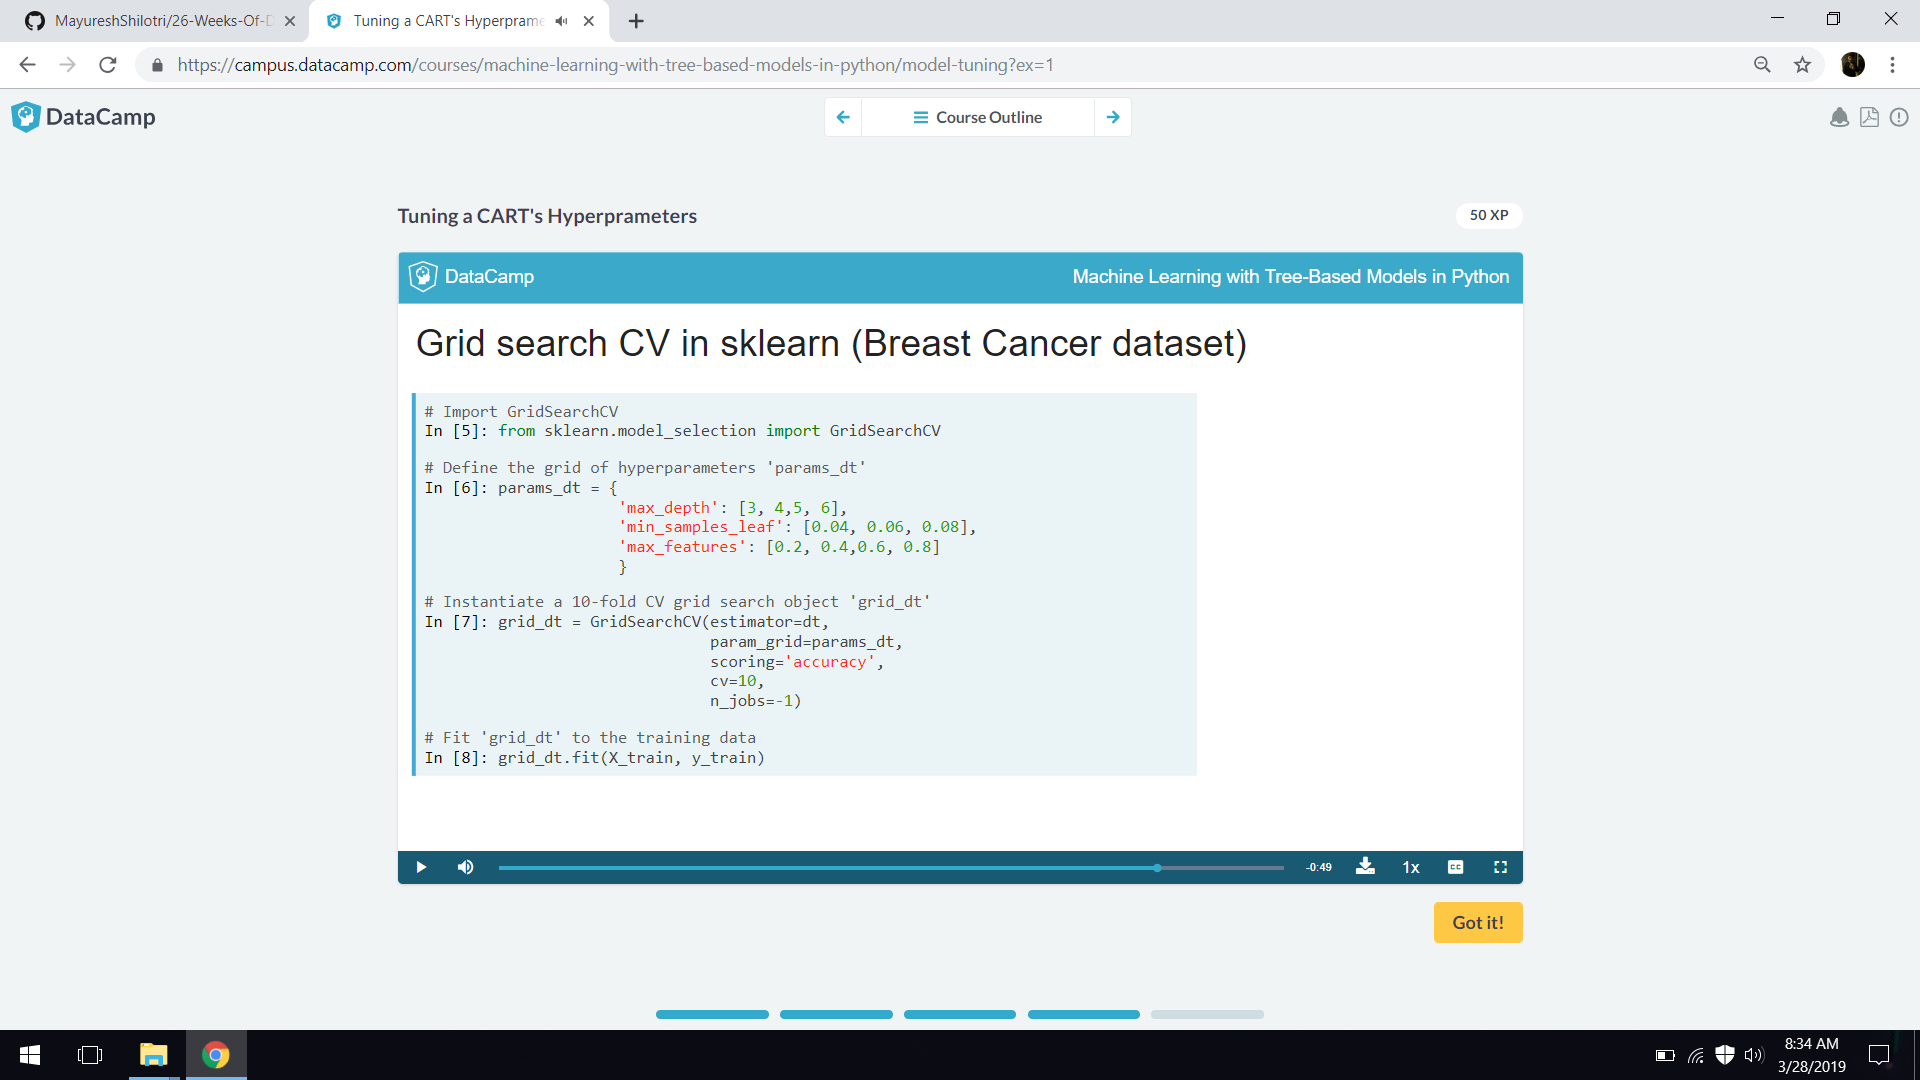 MayureshShilotri/26-Weeks-Of-D
Tuning a CART's Hyperprame
https://campus.datacamp.com/courses/machine-learning-with-tree-based-models-in-python/model-tuning?ex=1
DataCamp
Course Outline
Tuning a CART's Hyperprameters
50 XP
DataCamp
Machine Learning with Tree-Based Models in Python
Grid search CV in sklearn (Breast Cancer dataset)
# Import GridSearchCV
In [5]: from sklearn.model_selection import GridSearchCV
# Define the grid of hyperparameters 'params_dt'
In [6]: params_dt = {
'max_depth': [3, 4,5, 6],
'min_samples_leaf': [0.04, 0.06, 0.08],
'max_features': [0.2, 0.4,0.6, 0.8]
}
# Instantiate a 10-fold CV grid search object 'grid_dt'
In [7]: grid_dt = GridSearchCV(estimator=dt,
param_grid=params_dt,
scoring='accuracy',
cv=10,
n_jobs=-1)
# Fit 'grid_dt' to the training data
In [8]: grid_dt.fit(X_train, y_train)
-0:49
1x
CC
Got it!
8:34 AM
3/28/2019